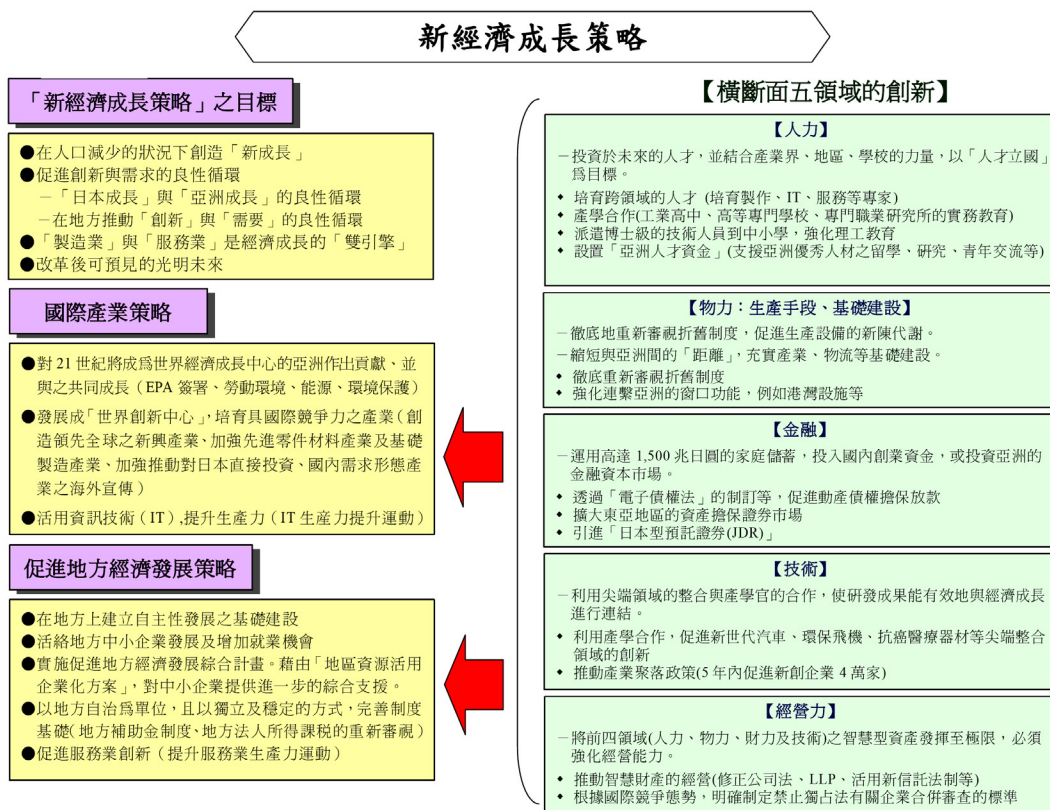 新經濟成長策略
「新經濟成長策略」之目標
●在人口減少的狀況下創造「新成長」
●促進創新與需求的良性循環
－「日本成長」與「亞洲成長」的良性循環
－在地方推動「創新」與「需要」的良性循環
●「製造業」與「服務業」是經濟成長的「雙引擎」
●改革後可預見的光明未來
國際產業策略
●對 21 世紀將成爲世界經濟成長中心的亞洲作出貢獻、並
與之共同成長（EPA 簽署、勞動環境、能源、環境保護）
●發展成「世界創新中心」，培育具國際競爭力之產業（創
造領先全球之新興產業、加強先進零件材料產業及基礎
製造產業、加強推動對日本直接投資、國內需求形態產
業之海外宣傳）
●活用資訊技術（IT）,提升生產力（IT 生産力提升運動）
促進地方經濟發展策略
●在地方上建立自主性發展之基礎建設
●活絡地方中小企業發展及增加就業機會
●實施促進地方經濟發展綜合計畫。藉由「地區資源活用
企業化方案」，對中小企業提供進一步的綜合支援。
●以地方自治爲單位，且以獨立及穩定的方式，完善制度
基礎（地方補助金制度、地方法人所得課稅的重新審視）
●促進服務業創新（提升服務業生產力運動）
【橫斷面五領域的創新】
【人力】
－投資於未來的人才，並結合產業界、地區、學校的力量，以「人才立國」
爲目標。
◆ 培育跨領域的人才 (培育製作、IT、服務等專家)
◆ 產學合作(工業高中、高等專門學校、專門職業研究所的實務教育)
◆ 派遣博士級的技術人員到中小學，強化理工教育
◆ 設置「亞洲人才資金」(支援亞洲優秀人材之留學、研究、青年交流等)
【物力：生產手段、基礎建設】
－徹底地重新審視折舊制度，促進生產設備的新陳代謝。
－縮短與亞洲間的「距離」，充實產業、物流等基礎建設。
◆ 徹底重新審視折舊制度
◆ 強化連繫亞洲的窗口功能，例如港灣設施等
【金融】
－運用高達 1,500 兆日圓的家庭儲蓄，投入國內創業資金，或投資亞洲的
金融資本市場。
◆ 透過「電子債權法」的制訂等，促進動產債權擔保放款
◆ 擴大東亞地區的資產擔保證券市場
◆ 引進「日本型預託證券(JDR)」
【技術】
－利用尖端領域的整合與產學官的合作，使研發成果能有效地與經濟成長
進行連結。
◆ 利用產學合作，促進新世代汽車、環保飛機、抗癌醫療器材等尖端整合
領域的創新
◆ 推動產業聚落政策(5 年內促進新創企業 4 萬家)
【經營力】
－將前四領域(人力、物力、財力及技術)之智慧型資產發揮至極限，必須
強化經營能力。
◆ 推動智慧財產的經營(修正公司法、LLP、活用新信託法制等)
◆ 根據國際競爭態勢，明確制定禁止獨占法有關企業合併審查的標準